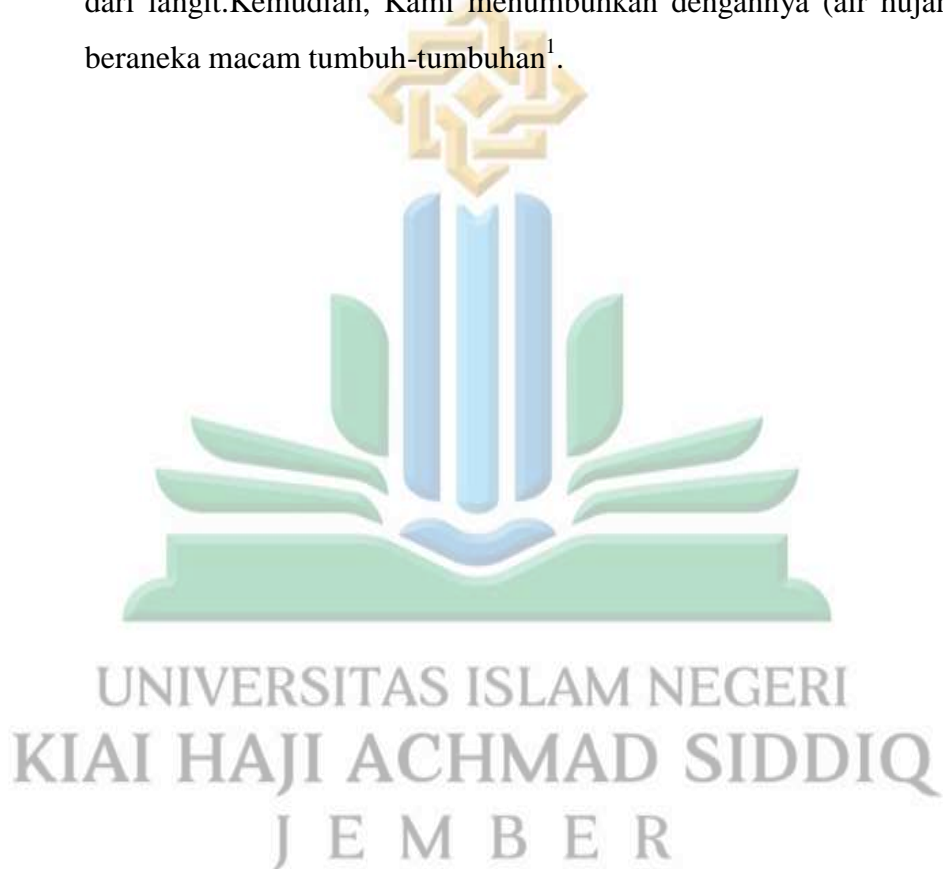 dari langit.Kemudian, Kami menumbuhkan dengannya (air hujan
beraneka macam tumbuh-tumbuhan¹.
UNIVERSITAS ISLAM NEGERI
KIAI HAJI ACHMAD SIDDIQ
J E M B E R